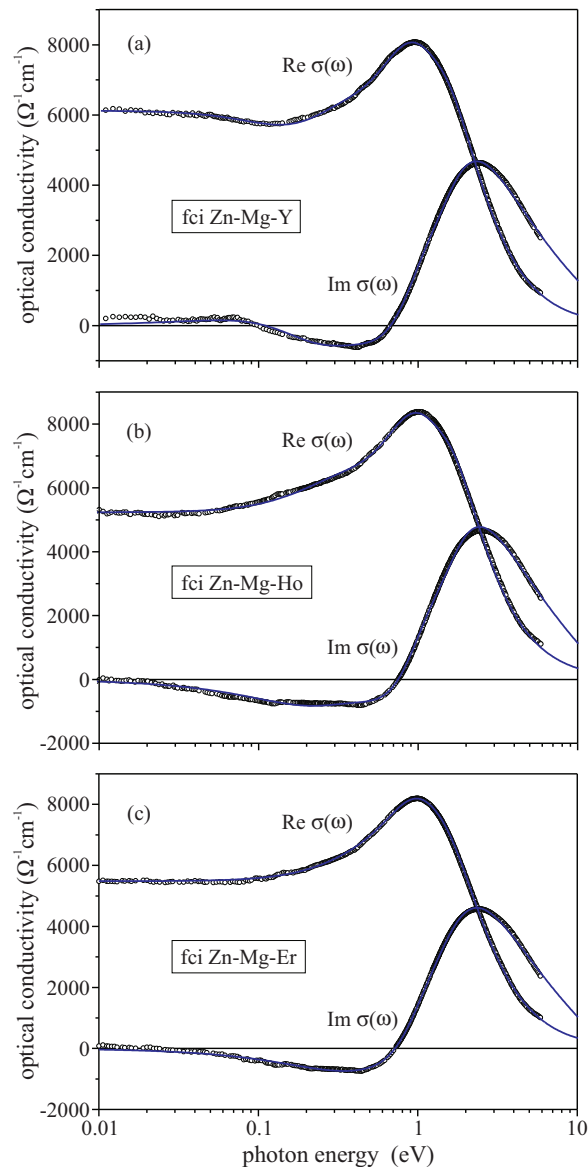 (a)
8000
6000
4000
2000
0
optical conductivity (Ω⁻¹cm⁻¹)
Re σ(ω)
fci Zn-Mg-Y
Im σ(ω)
(b)
8000
6000
4000
2000
0
-2000
optical conductivity (Ω⁻¹cm⁻¹)
Re σ(ω)
fci Zn-Mg-Ho
Im σ(ω)
(c)
8000
6000
4000
2000
0
-2000
optical conductivity (Ω⁻¹cm⁻¹)
Re σ(ω)
fci Zn-Mg-Er
Im σ(ω)
0.01 0.1 1 10
photon energy (eV)